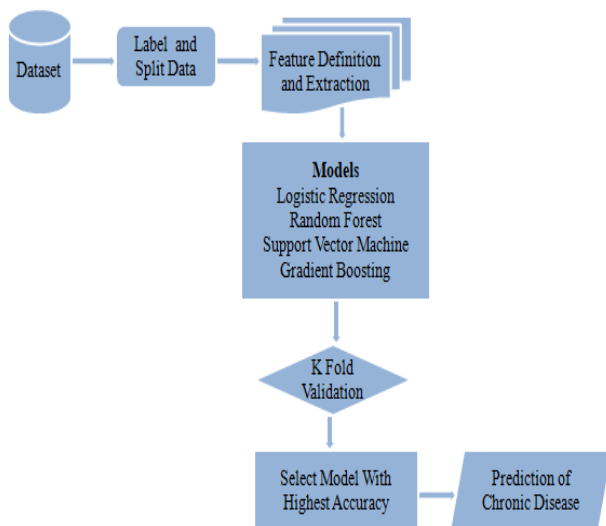 Dataset
Label and
Split Data
Feature Definition
and Extraction
Models
Logistic Regression
Random Forest
Support Vector Machine
Gradient Boosting
K Fold
Validation
Select Model With
Highest Accuracy
Prediction of
Chronic Disease